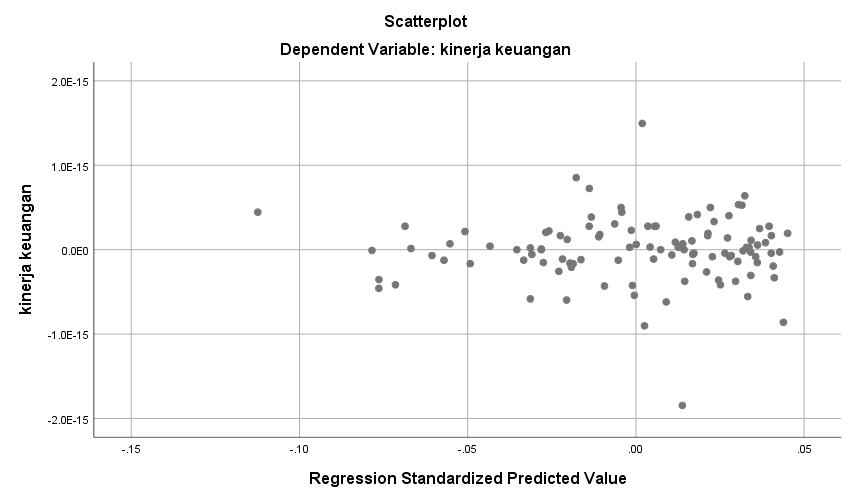 Scatterplot
Dependent Variable: kinerja keuangan
kinerja keuangan
2.0E-15
1.0E-15
0.0E0
-1.0E-15
-2.0E-15
-.15
-.10
-.05
.00
.05
Regression Standardized Predicted Value